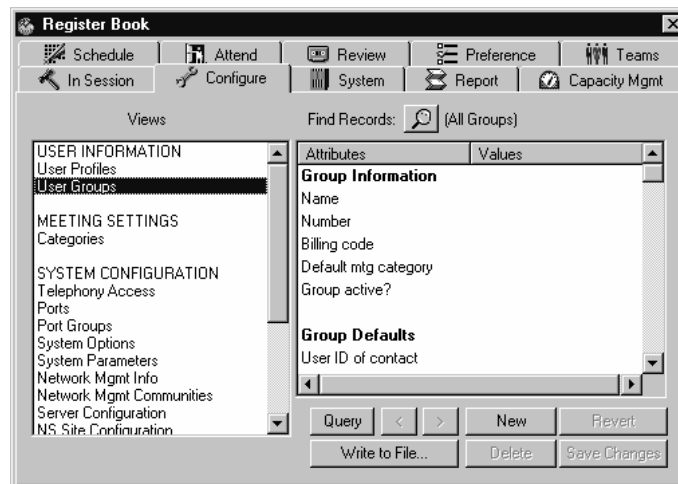 Register Book
Schedule Attend Review Preference Teams
In Session Configure System Report Capacity Mgmt
Views
USER INFORMATION
User Profiles
User Groups
MEETING SETTINGS
Categories
SYSTEM CONFIGURATION
Telephony Access
Ports
Port Groups
System Options
System Parameters
Network Mgmt Info
Network Mgmt Communities
Server Configuration
NS Site Configuration
Find Records: (All Groups)
Attributes Values
Group Information
Name
Number
Billing code
Default mtg category
Group active?
Group Defaults
User ID of contact
Query < > New Revert
Write to File... Delete Save Changes